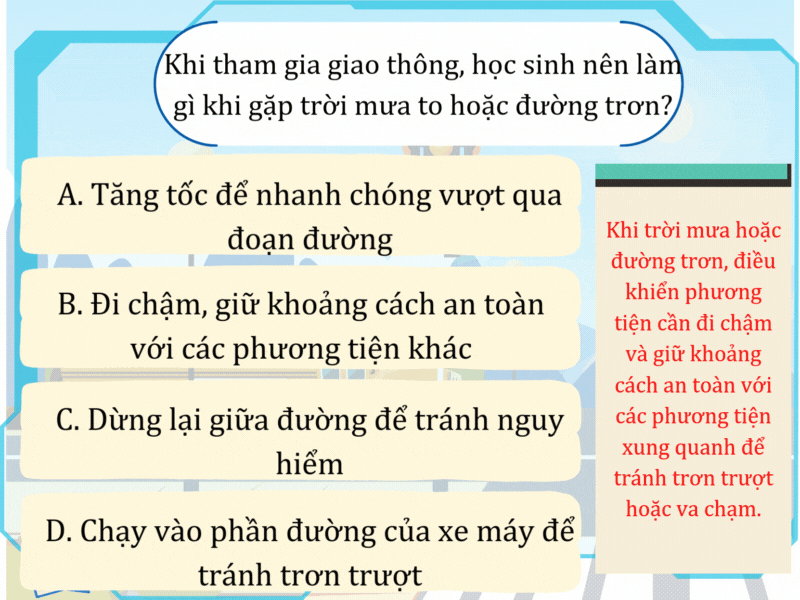 Khi tham gia giao thông, học sinh nên làm
gì khi gặp trời mưa to hoặc đường trơn?
A. Tăng tốc để nhanh chóng vượt qua
đoạn đường
B. Đi chậm, giữ khoảng cách an toàn
với các phương tiện khác
C. Dừng lại giữa đường để tránh nguy
hiểm
D. Chạy vào phần đường của xe máy để
tránh trơn trượt
Khi trời mưa hoặc
đường trơn, điều
khiển phương
tiện cần đi chậm
và giữ khoảng
cách an toàn với
các phương tiện
xung quanh để
tránh trơn trượt
hoặc va chạm.